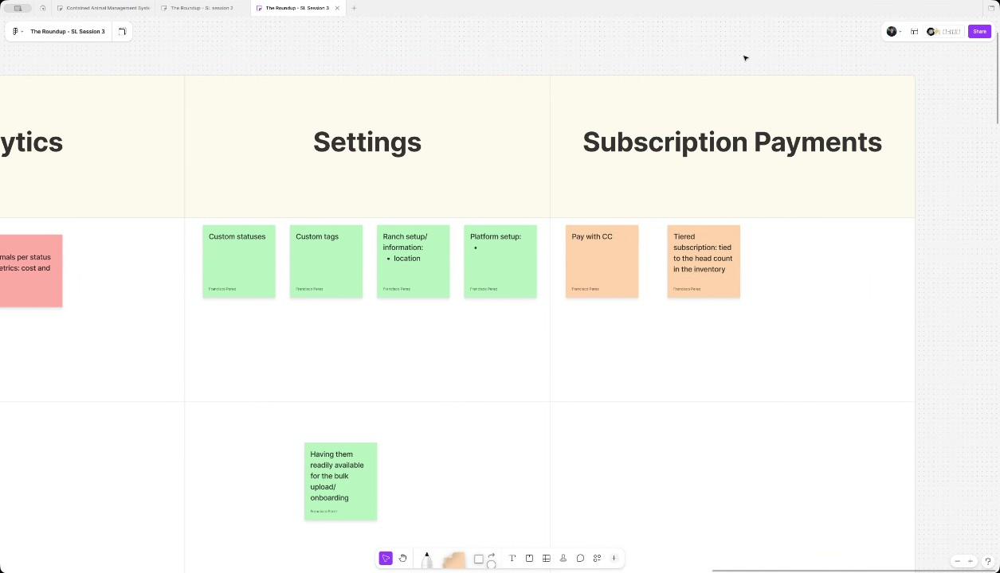 Contained Animal Management Syste
The Roundup - SL session 2
The Roundup - SL Session 3
The Roundup - SL Session 3
Share
ytics
Settings
Subscription Payments
mals per status
etrics: cost and
Custom statuses
Francisco Perez
Custom tags
Francisco Perez
Ranch setup/
information:
• location
Francisco Perez
Platform setup:
•
Francisco Perez
Pay with CC
Francisco Perez
Tiered
subscription: tied
to the head count
in the inventory
Francisco Perez
Having them
readily available
for the bulk
upload/
onboarding
Francisco Perez